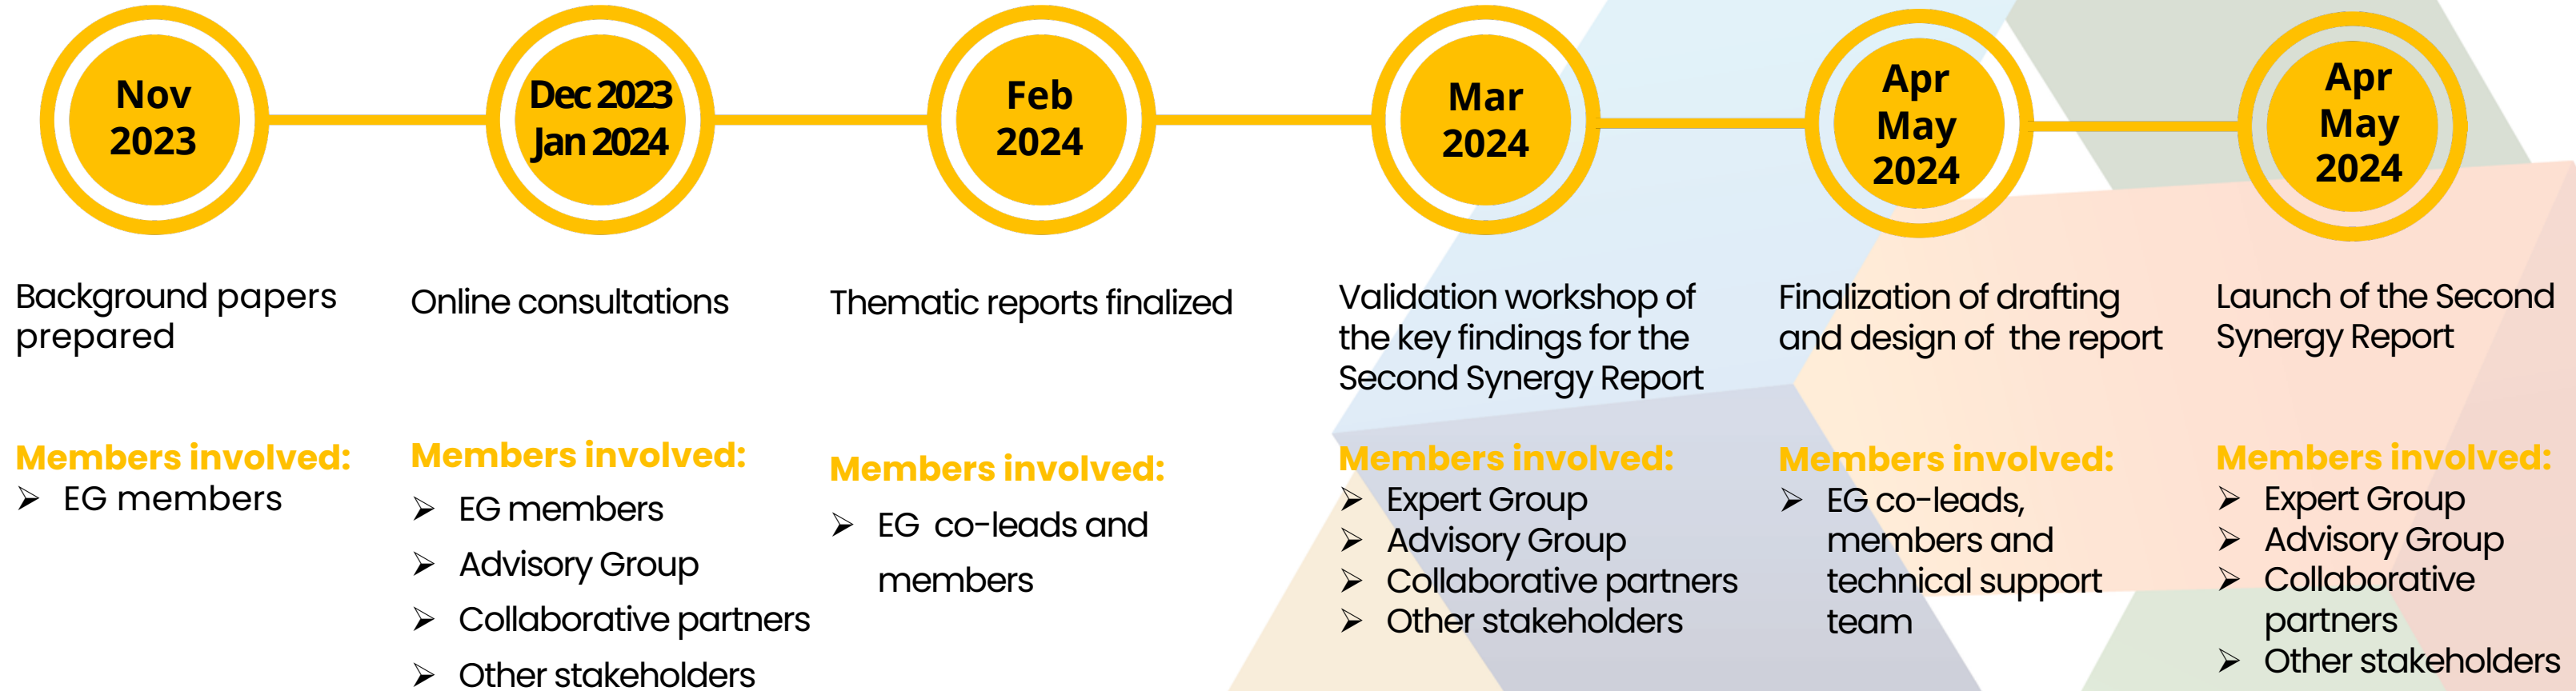 Nov
2023
Dec 2023
Jan 2024
Feb
2024
Mar
2024
Apr
May
2024
Apr
May
2024
Background papers
prepared
Members involved:
➢ EG members
Online consultations
Members involved:
➢ EG members
➢ Advisory Group
➢ Collaborative partners
➢ Other stakeholders
Thematic reports finalized
Members involved:
➢ EG co-leads and
members
Validation workshop of
the key findings for the
Second Synergy Report
Members involved:
➢ Expert Group
➢ Advisory Group
➢ Collaborative partners
➢ Other stakeholders
Finalization of drafting
and design of the report
Members involved:
➢ EG co-leads,
members and
technical support
team
Launch of the Second
Synergy Report
Members involved:
➢ Expert Group
➢ Advisory Group
➢ Collaborative
partners
➢ Other stakeholders